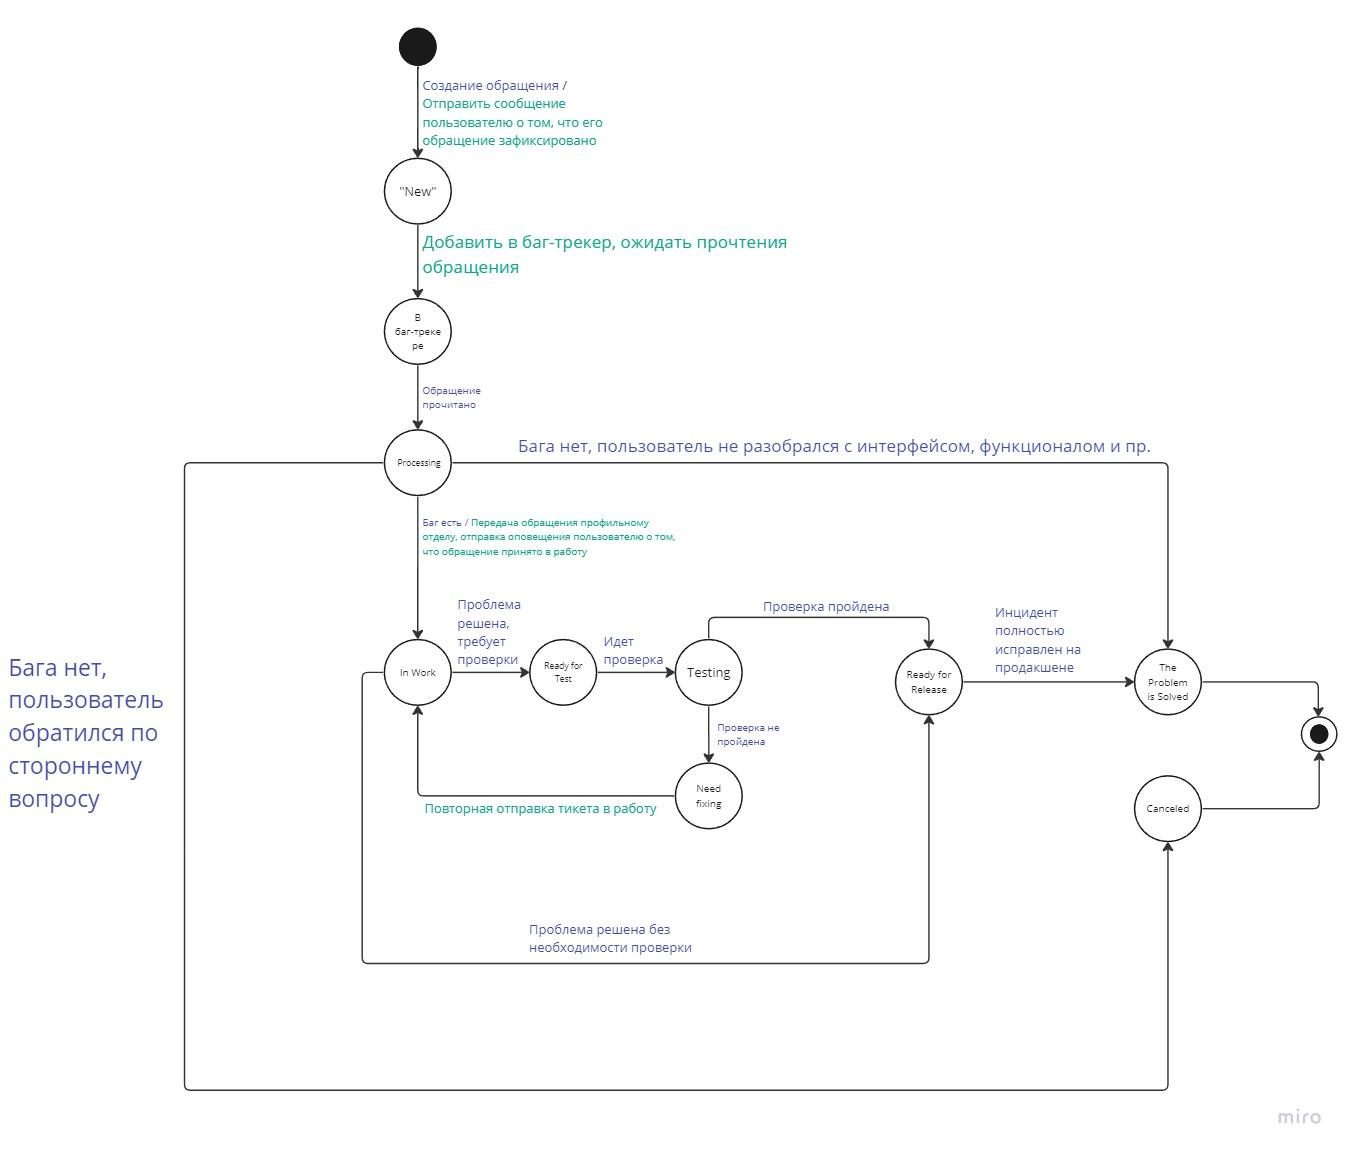 Создание обращения /
Отправить сообщение
пользователю о том, что его
обращение зафиксировано
"New"
Добавить в баг-трекер, ожидать прочтения
обращения
В
баг-треке
ре
Обращение
прочитано
Processing
Бага нет, пользователь не разобрался с интерфейсом, функционалом и пр.
Баг есть / Передача обращения профильному
отделу, отправка оповещения пользователю о том,
что обращение принято в работу
Бага нет,
пользователь
обратился по
стороннему
вопросу
In Work
Проблема
решена,
требует
проверки
Ready for
Test
Идет
проверка
Testing
Проверка пройдена
Проверка не
пройдена
Need
fixing
Повторная отправка тикета в работу
Ready for
Release
Инцидент
полностью
исправлен на
продакшене
The
Problem
is Solved
Canceled
Проблема решена без
необходимости проверки
miro